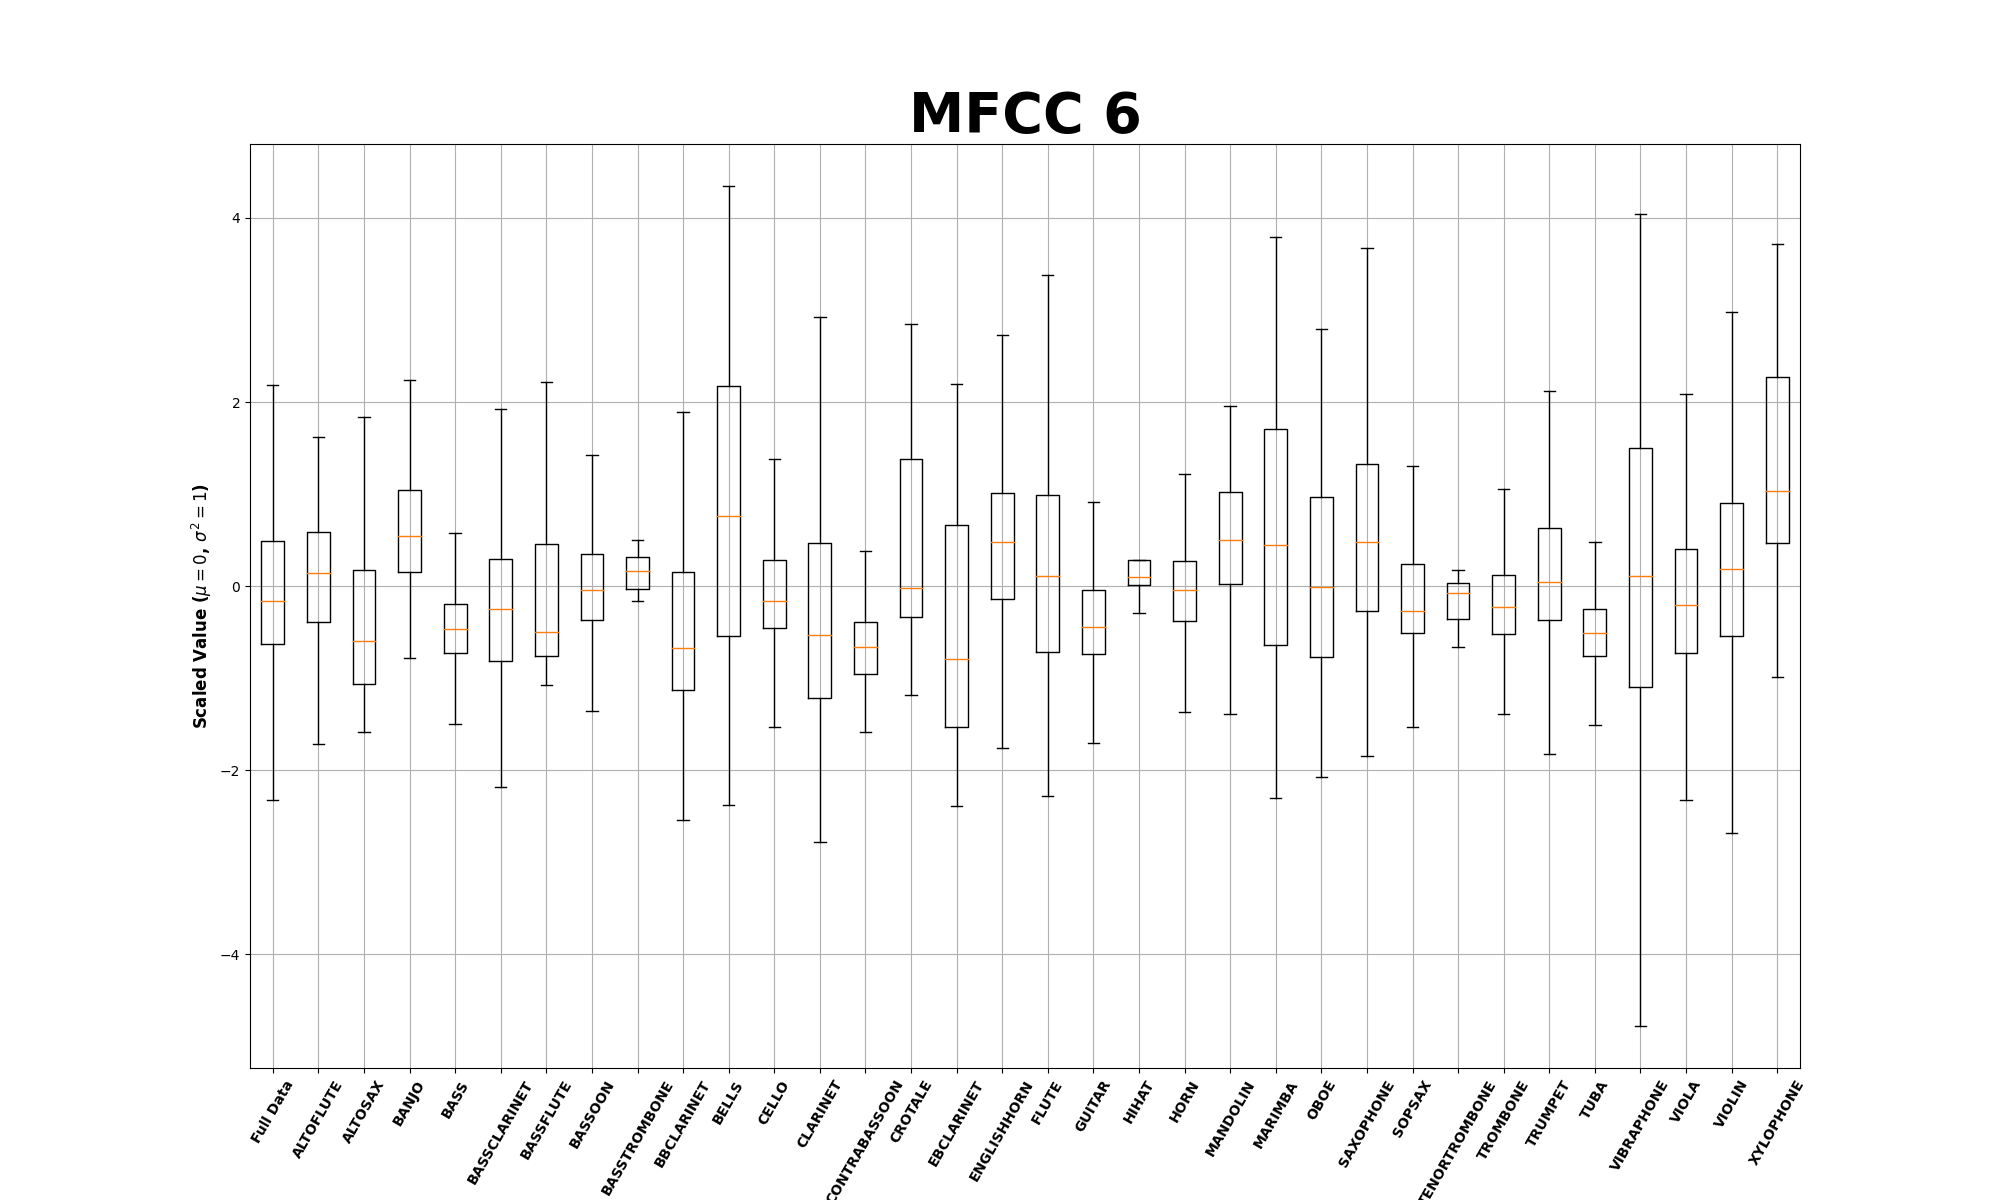 MFCC 6
Scaled Value (μ = 0, σ² = 1)
4
2
0
−2
−4
Full Data
ALTOFLUTE
ALTOSAX
BANJO
BASS
BASSCLARINET
BASSFLUTE
BASSOON
BASSTROMBONE
BBCLARINET
BELLS
CELLO
CLARINET
CONTRABASSOON
CROTALE
EBCLARINET
ENGLISHHORN
FLUTE
GUITAR
HIHAT
HORN
MANDOLIN
MARIMBA
OBOE
SAXOPHONE
SOPSAX
TENORTROMBONE
TROMBONE
TRUMPET
TUBA
VIBRAPHONE
VIOLA
VIOLIN
XYLOPHONE